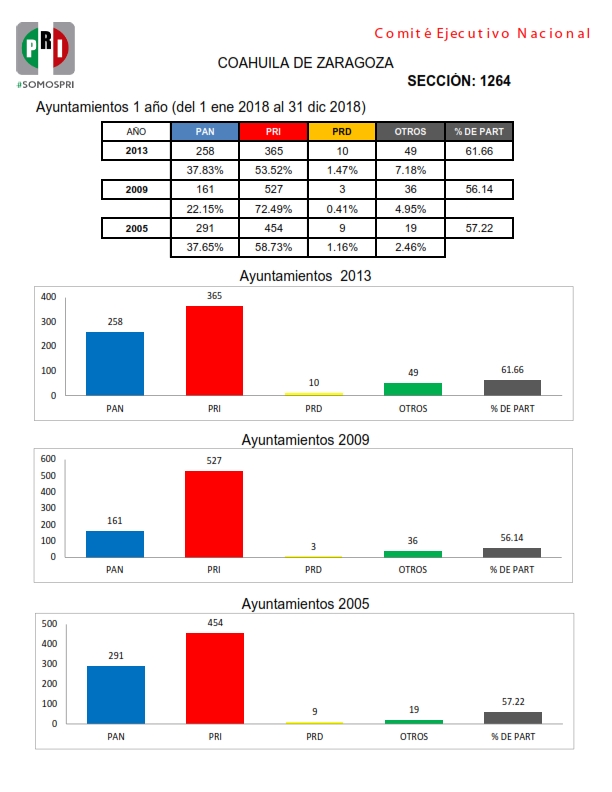 Comité Ejecutivo Nacional
PRI
#SOMOSPRI
COAHUILA DE ZARAGOZA
SECCIÓN: 1264
Ayuntamientos 1 año (del 1 ene 2018 al 31 dic 2018)
AÑO PAN PRI PRD OTROS % DE PART
2013 258 365 10 49 61.66
37.83% 53.52% 1.47% 7.18%
2009 161 527 3 36 56.14
22.15% 72.49% 0.41% 4.95%
2005 291 454 9 19 57.22
37.65% 58.73% 1.16% 2.46%
Ayuntamientos 2013
400
300
200
100
0
258 365 10 49 61.66
PAN PRI PRD OTROS % DE PART
Ayuntamientos 2009
600
500
400
300
200
100
0
161 527 3 36 56.14
PAN PRI PRD OTROS % DE PART
Ayuntamientos 2005
500
400
300
200
100
0
291 454 9 19 57.22
PAN PRI PRD OTROS % DE PART